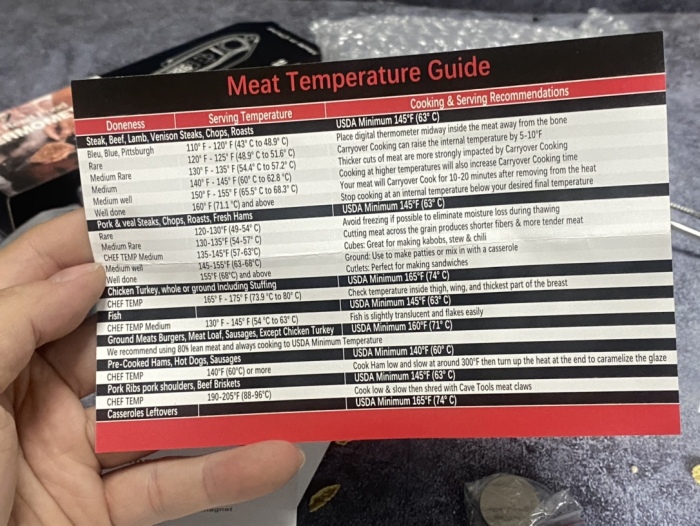 Meat Temperature Guide
Doneness Serving Temperature Cooking & Serving Recommendations
Steak, Beef, Lamb, Venison Steaks, Chops, Roasts USDA Minimum 145°F (63° C)
Bleu, Blue, Pittsburgh 110° F - 120° F (43° C to 48.9° C) Place digital thermometer midway inside the meat away from the bone
Rare 120° F - 125° F (48.9° C to 51.6° C) Carryover Cooking can raise the internal temperature by 5-10°F
Medium Rare 130° F - 135° F (54.4° C to 57.2° C) Thicker cuts of meat are more strongly impacted by Carryover Cooking
Medium 140° F - 145° F (60° C to 62.8 °C) Cooking at higher temperatures will also increase Carryover Cooking time
Medium well 150° F - 155° F (65.5° C to 68.3° C) Your meat will Carryover Cook for 10-20 minutes after removing from the heat
Well done 160° F (71.1 °C) and above Stop cooking at an internal temperature below your desired final temperature
Pork & veal Steaks, Chops, Roasts, Fresh Hams USDA Minimum 145°F (63° C)
Rare 120-130°F (49-54° C) Avoid freezing if possible to eliminate moisture loss during thawing
Medium Rare 130-135°F (54-57° C) Cutting meat across the grain produces shorter fibers & more tender meat
CHEF TEMP Medium 135-145°F (57-63°C) Cubes: Great for making kabobs, stew & chili
Medium well 145-155°F (63-68°C) Ground: Use to make patties or mix in with a casserole
Well done 155°F (68°C) and above Cutlets: Perfect for making sandwiches
Chicken Turkey, whole or ground Including Stuffing USDA Minimum 165°F (74° C)
CHEF TEMP 165° F - 175° F (73.9 °C to 80° C) Check temperature inside thigh, wing, and thickest part of the breast
Fish USDA Minimum 145°F (63° C)
CHEF TEMP Medium 130° F - 145° F (54 °C to 63° C) Fish is slightly translucent and flakes easily
Ground Meats Burgers, Meat Loaf, Sausages, Except Chicken Turkey USDA Minimum 160°F (71° C)
We recommend using 80% lean meat and always cooking to USDA Minimum Temperature
Pre-Cooked Hams, Hot Dogs, Sausages USDA Minimum 140°F (60° C)
CHEF TEMP 140°F (60°C) or more Cook Ham low and slow at around 300°F then turn up the heat at the end to caramelize the glaze
Pork Ribs pork shoulders, Beef Briskets USDA Minimum 145°F (63° C)
CHEF TEMP 190-205°F (88-96°C) Cook low & slow then shred with Cave Tools meat claws
Casseroles Leftovers USDA Minimum 165°F (74° C)